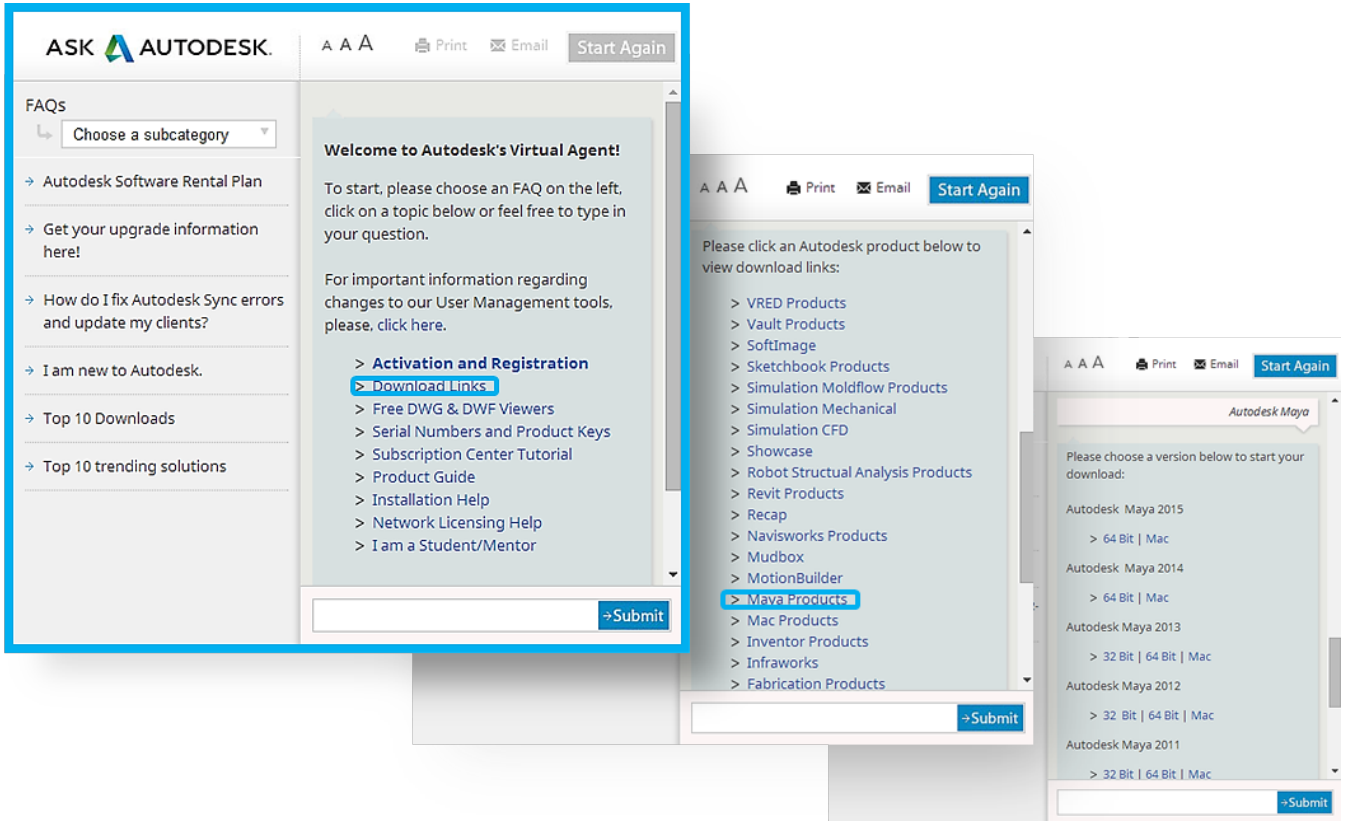 ASK AUTODESK.
A A A Print Email Start Again
FAQs
Choose a subcategory
Autodesk Software Rental Plan
Get your upgrade information
here!
How do I fix Autodesk Sync errors
and update my clients?
I am new to Autodesk.
Top 10 Downloads
Top 10 trending solutions
Welcome to Autodesk's Virtual Agent!
To start, please choose an FAQ on the left,
click on a topic below or feel free to type in
your question.
For important information regarding
changes to our User Management tools,
please, click here.
> Activation and Registration
> Download Links
> Free DWG & DWF Viewers
> Serial Numbers and Product Keys
> Subscription Center Tutorial
> Product Guide
> Installation Help
> Network Licensing Help
> I am a Student/Mentor
Submit
A A A Print Email Start Again
Please click an Autodesk product below to
view download links:
> VRED Products
> Vault Products
> SoftImage
> Sketchbook Products
> Simulation Moldflow Products
> Simulation Mechanical
> Simulation CFD
> Showcase
> Robot Structual Analysis Products
> Revit Products
> Recap
> Navisworks Products
> Mudbox
> MotionBuilder
> Maya Products
> Mac Products
> Inventor Products
> Infraworks
> Fabrication Products
Submit
A A A Print Email Start Again
Autodesk Maya
Please choose a version below to start your
download:
Autodesk Maya 2015
> 64 Bit | Mac
Autodesk Maya 2014
> 64 Bit | Mac
Autodesk Maya 2013
> 32 Bit | 64 Bit | Mac
Autodesk Maya 2012
> 32 Bit | 64 Bit | Mac
Autodesk Maya 2011
> 32 Bit | 64 Bit | Mac
Submit